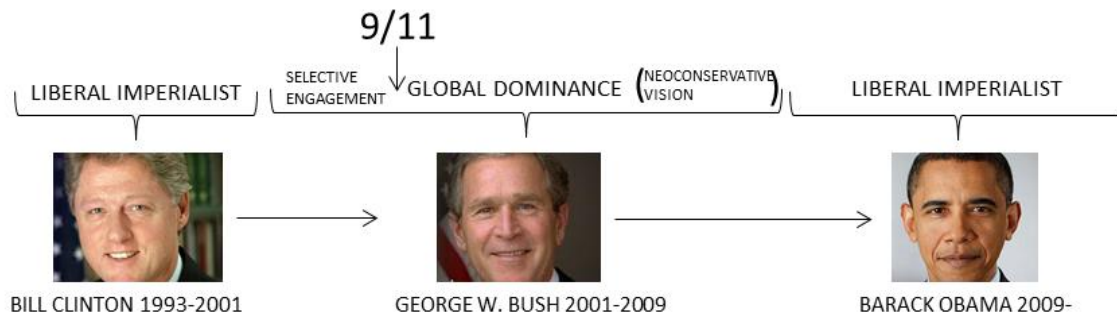 9/11
LIBERAL IMPERIALIST
SELECTIVE
ENGAGEMENT
GLOBAL DOMINANCE
(NEOCONSERVATIVE
VISION)
LIBERAL IMPERIALIST
BILL CLINTON 1993-2001
GEORGE W. BUSH 2001-2009
BARACK OBAMA 2009-